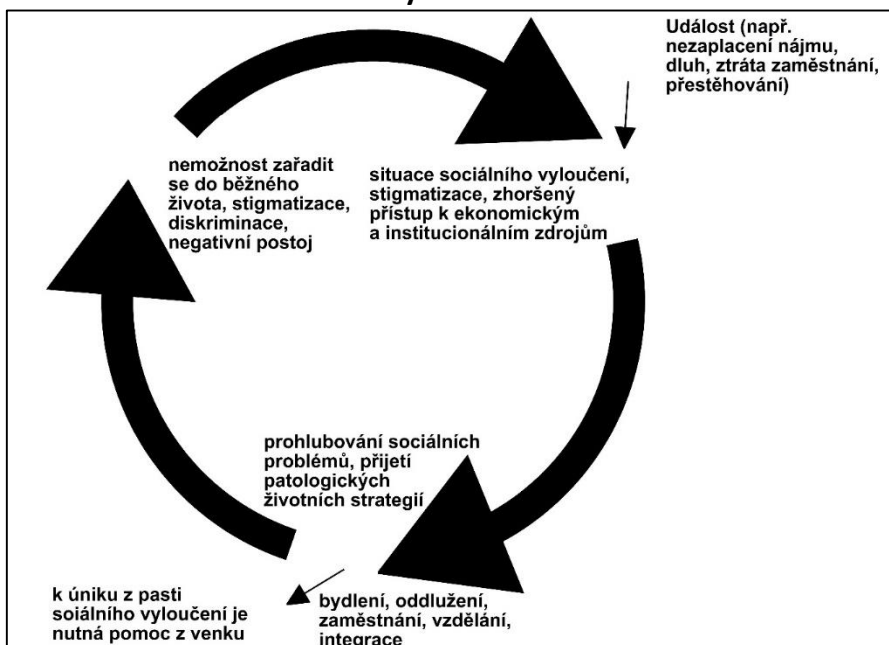 Událost (např.
nezaplacení nájmu,
dluh, ztráta zaměstnání,
přestěhování)
nemožnost zařadit
se do běžného
života, stigmatizace,
diskriminace,
negativní postoj
situace sociálního vyloučení,
stigmatizace, zhoršený
přístup k ekonomickým
a institucionálním zdrojům
prohlubování sociálních
problémů, přijetí
patologických
životních strategií
k úniku z pasti
soiálního vyloučení je
nutná pomoc z venku
bydlení, oddlužení,
zaměstnání, vzdělání,
integrace